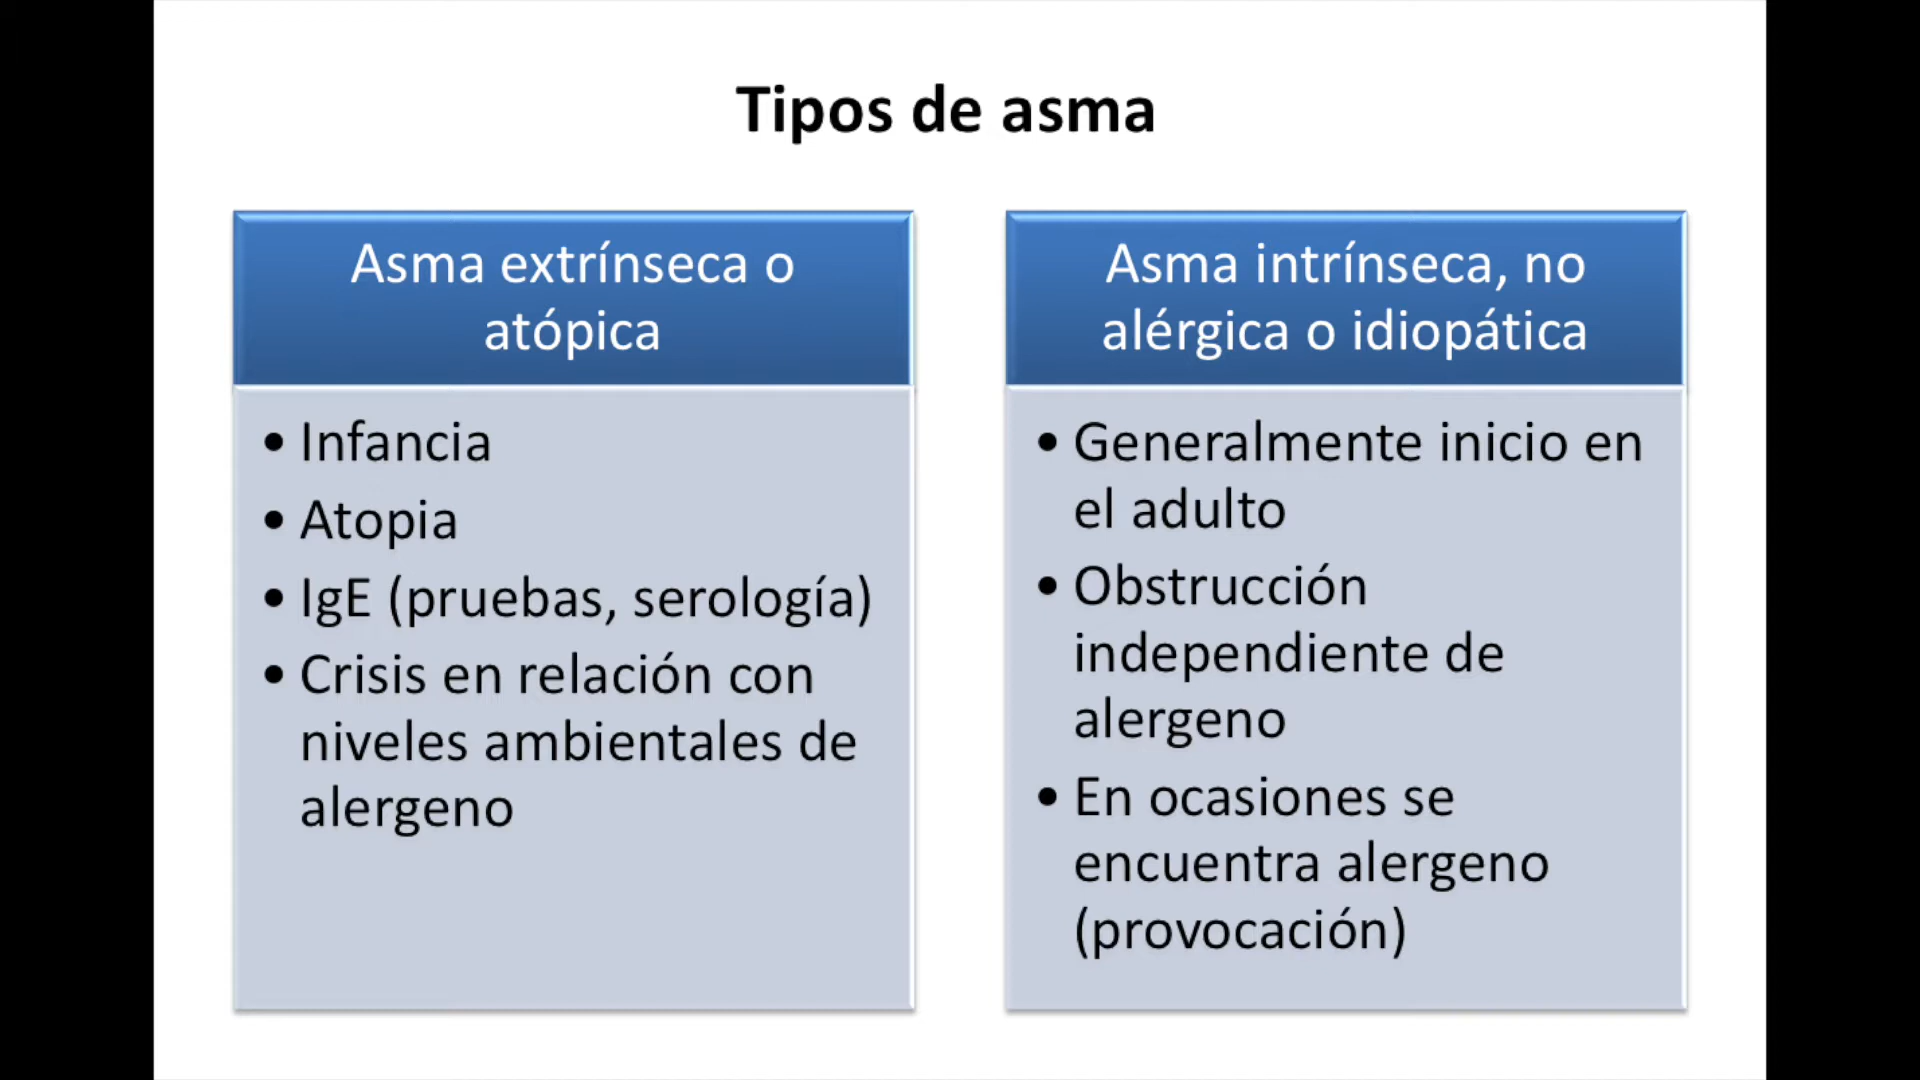 Tipos de asma
Asma extrínseca o
atópica
• Infancia
• Atopia
• IgE (pruebas, serología)
• Crisis en relación con
niveles ambientales de
alergeno
Asma intrínseca, no
alérgica o idiopática
• Generalmente inicio en
el adulto
• Obstrucción
independiente de
alergeno
• En ocasiones se
encuentra alergeno
(provocación)